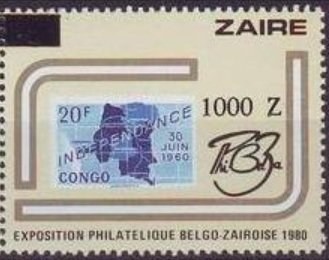 ZAIRE
1000 Z
20F
INDEPENDANCE
30
JUIN
1960
CONGO
EXPOSITION PHILATELIQUE BELGO-ZAIROISE 1980